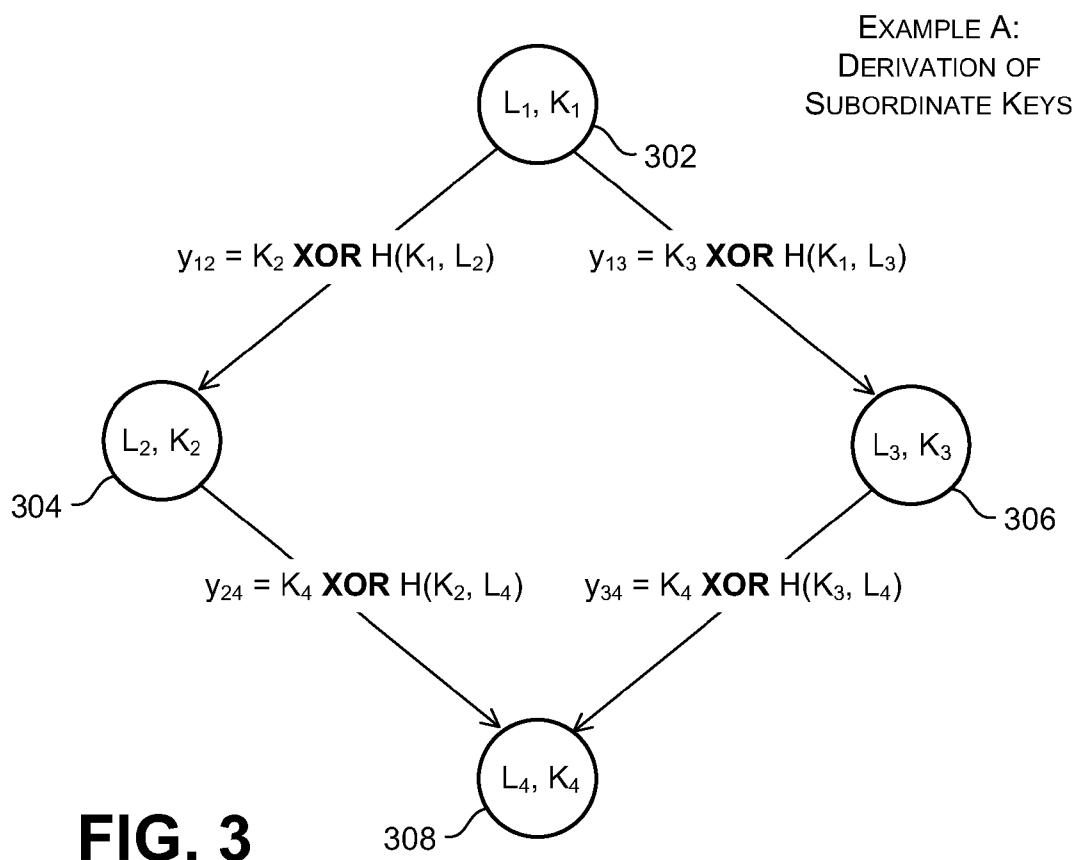 EXAMPLE A:
DERIVATION OF
SUBORDINATE KEYS
L₁, K₁
302
y₁₂ = K₂ XOR H(K₁, L₂)
y₁₃ = K₃ XOR H(K₁, L₃)
L₂, K₂
304
L₃, K₃
306
y₂₄ = K₄ XOR H(K₂, L₄)
y₃₄ = K₄ XOR H(K₃, L₄)
L₄, K₄
308
FIG. 3